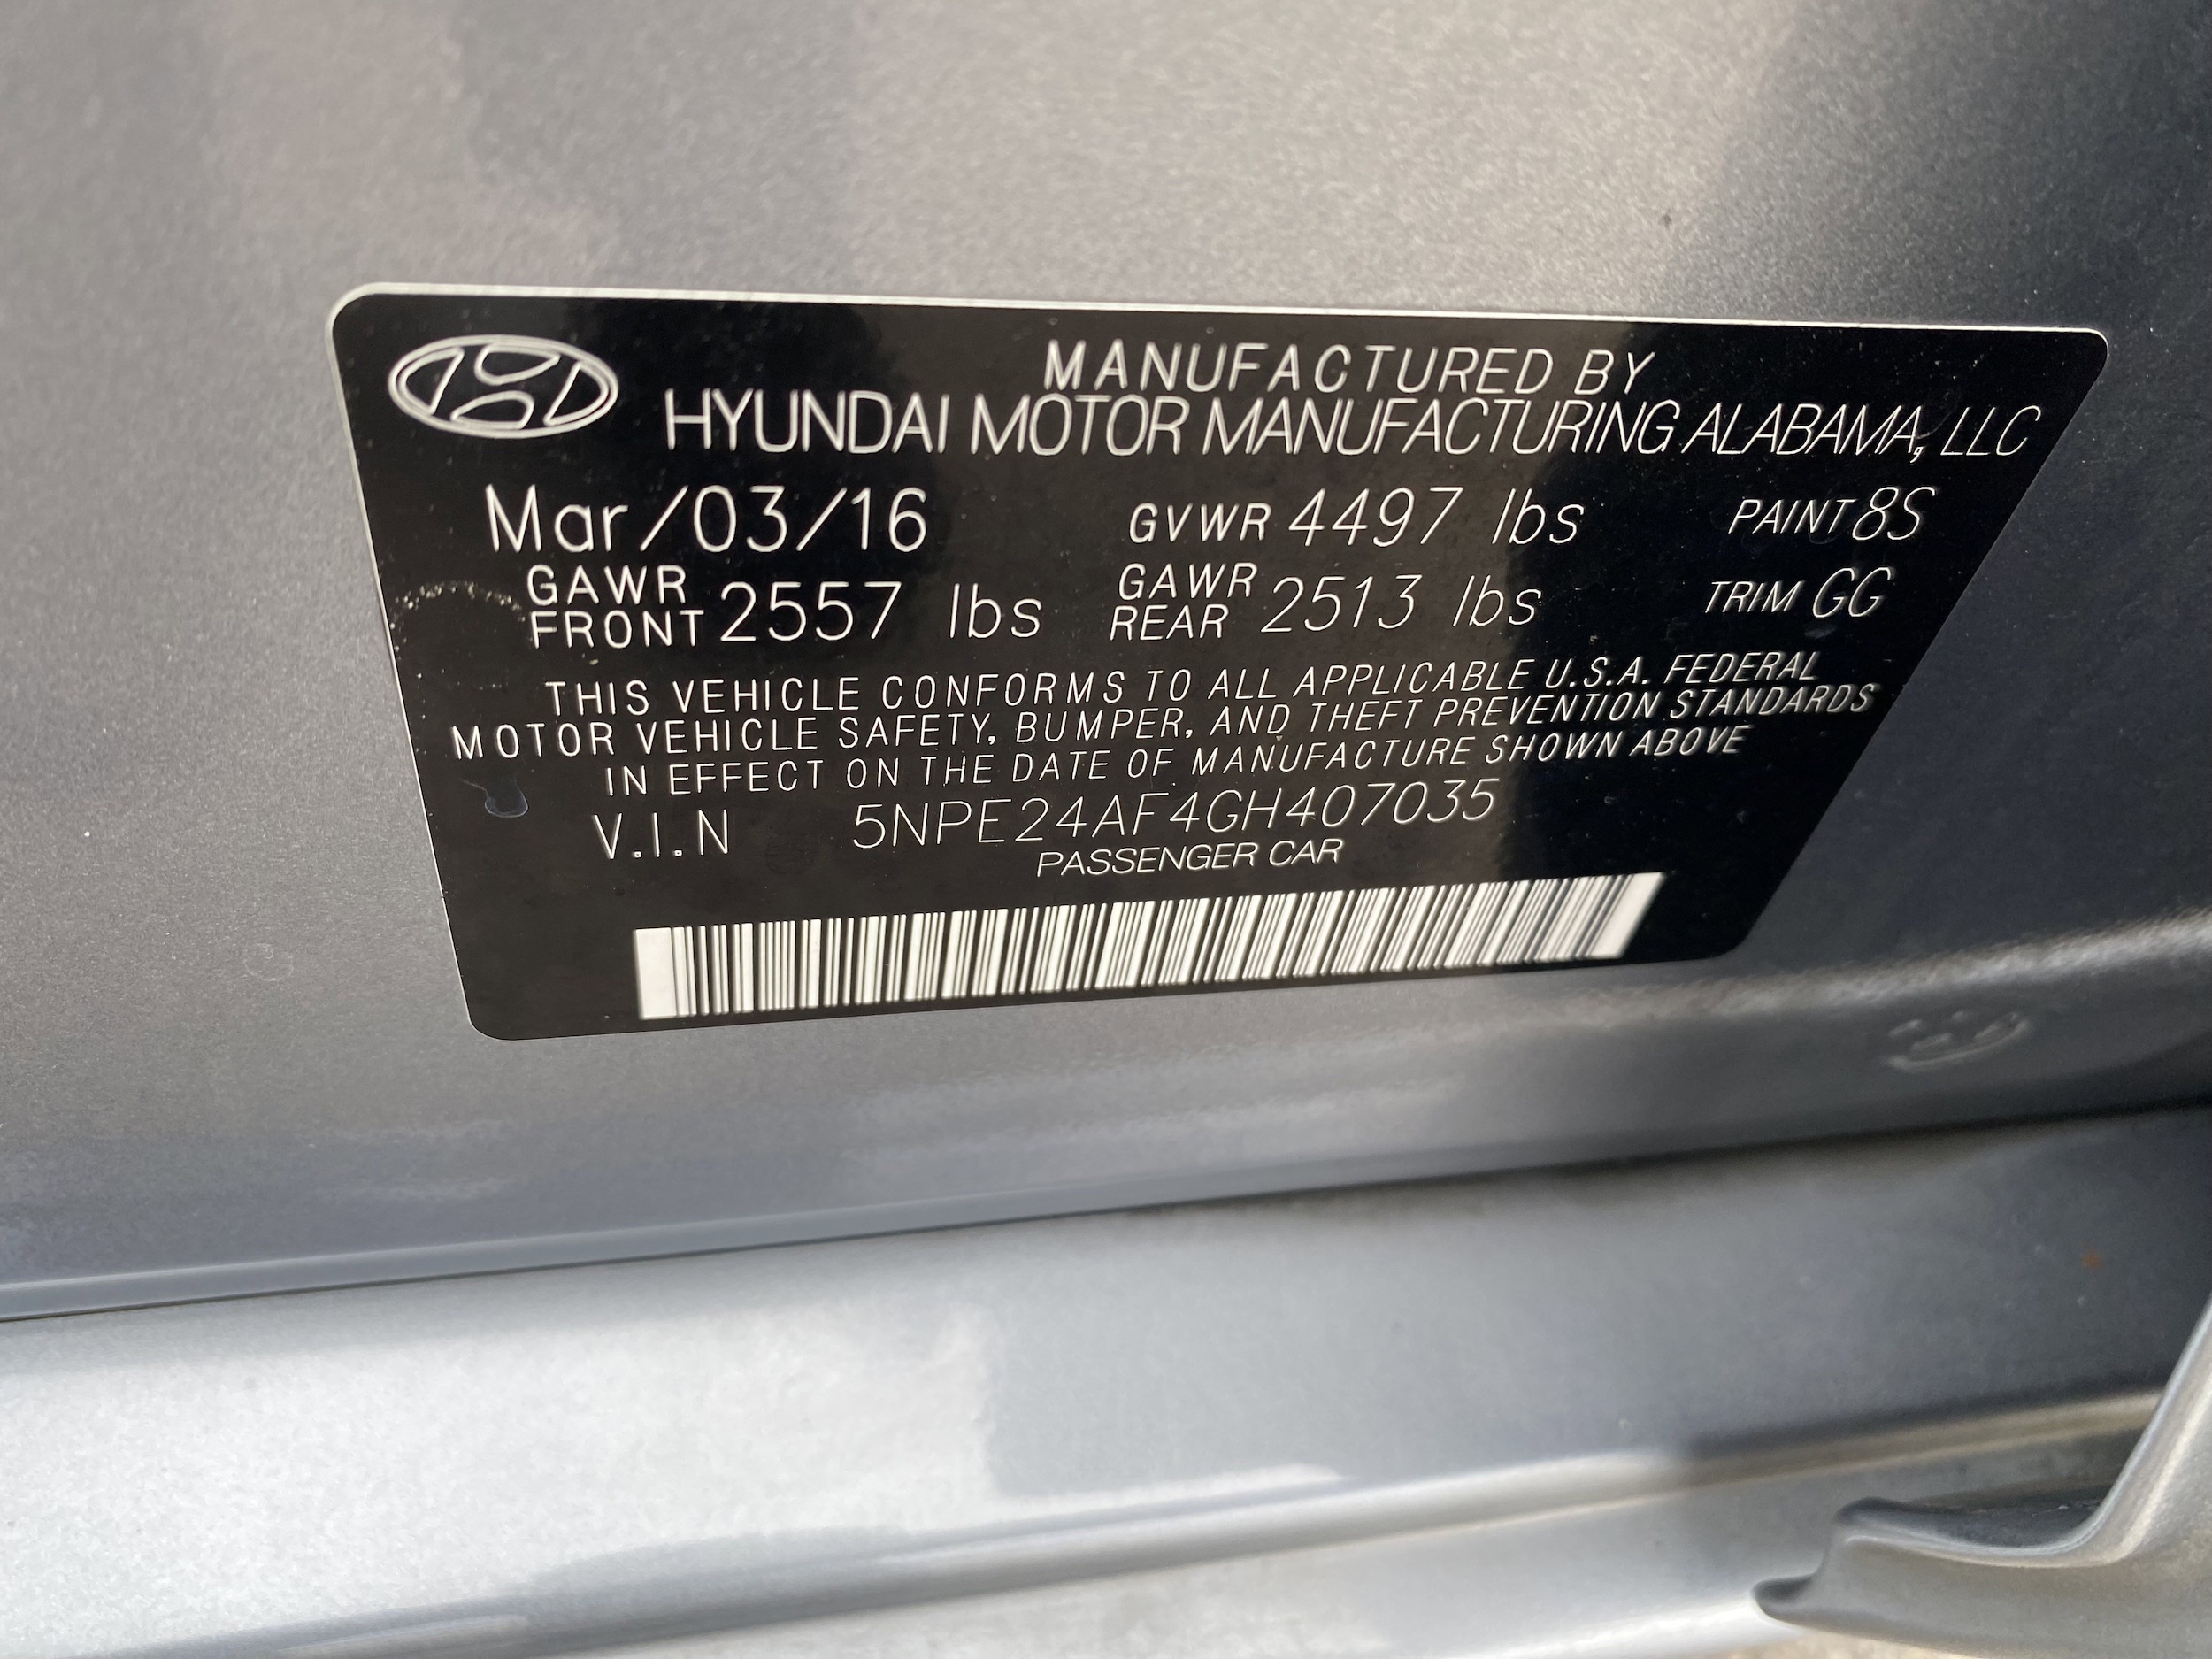 MANUFACTURED BY
HYUNDAI MOTOR MANUFACTURING ALABAMA, LLC
Mar/03/16 GVWR 4497 lbs PAINT 8S
GAWR FRONT 2557 lbs GAWR REAR 2513 lbs TRIM GG
THIS VEHICLE CONFORMS TO ALL APPLICABLE U.S.A. FEDERAL
MOTOR VEHICLE SAFETY, BUMPER, AND THEFT PREVENTION STANDARDS
IN EFFECT ON THE DATE OF MANUFACTURE SHOWN ABOVE
V.I.N 5NPE24AF4GH407035
PASSENGER CAR